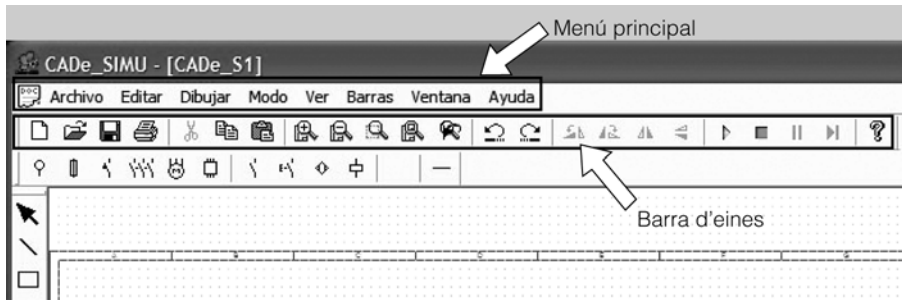 Menú principal
CADe_SIMU - [CADe_S1]
Archivo Editar Dibujar Modo Ver Barras Ventana Ayuda
Barra d'eines